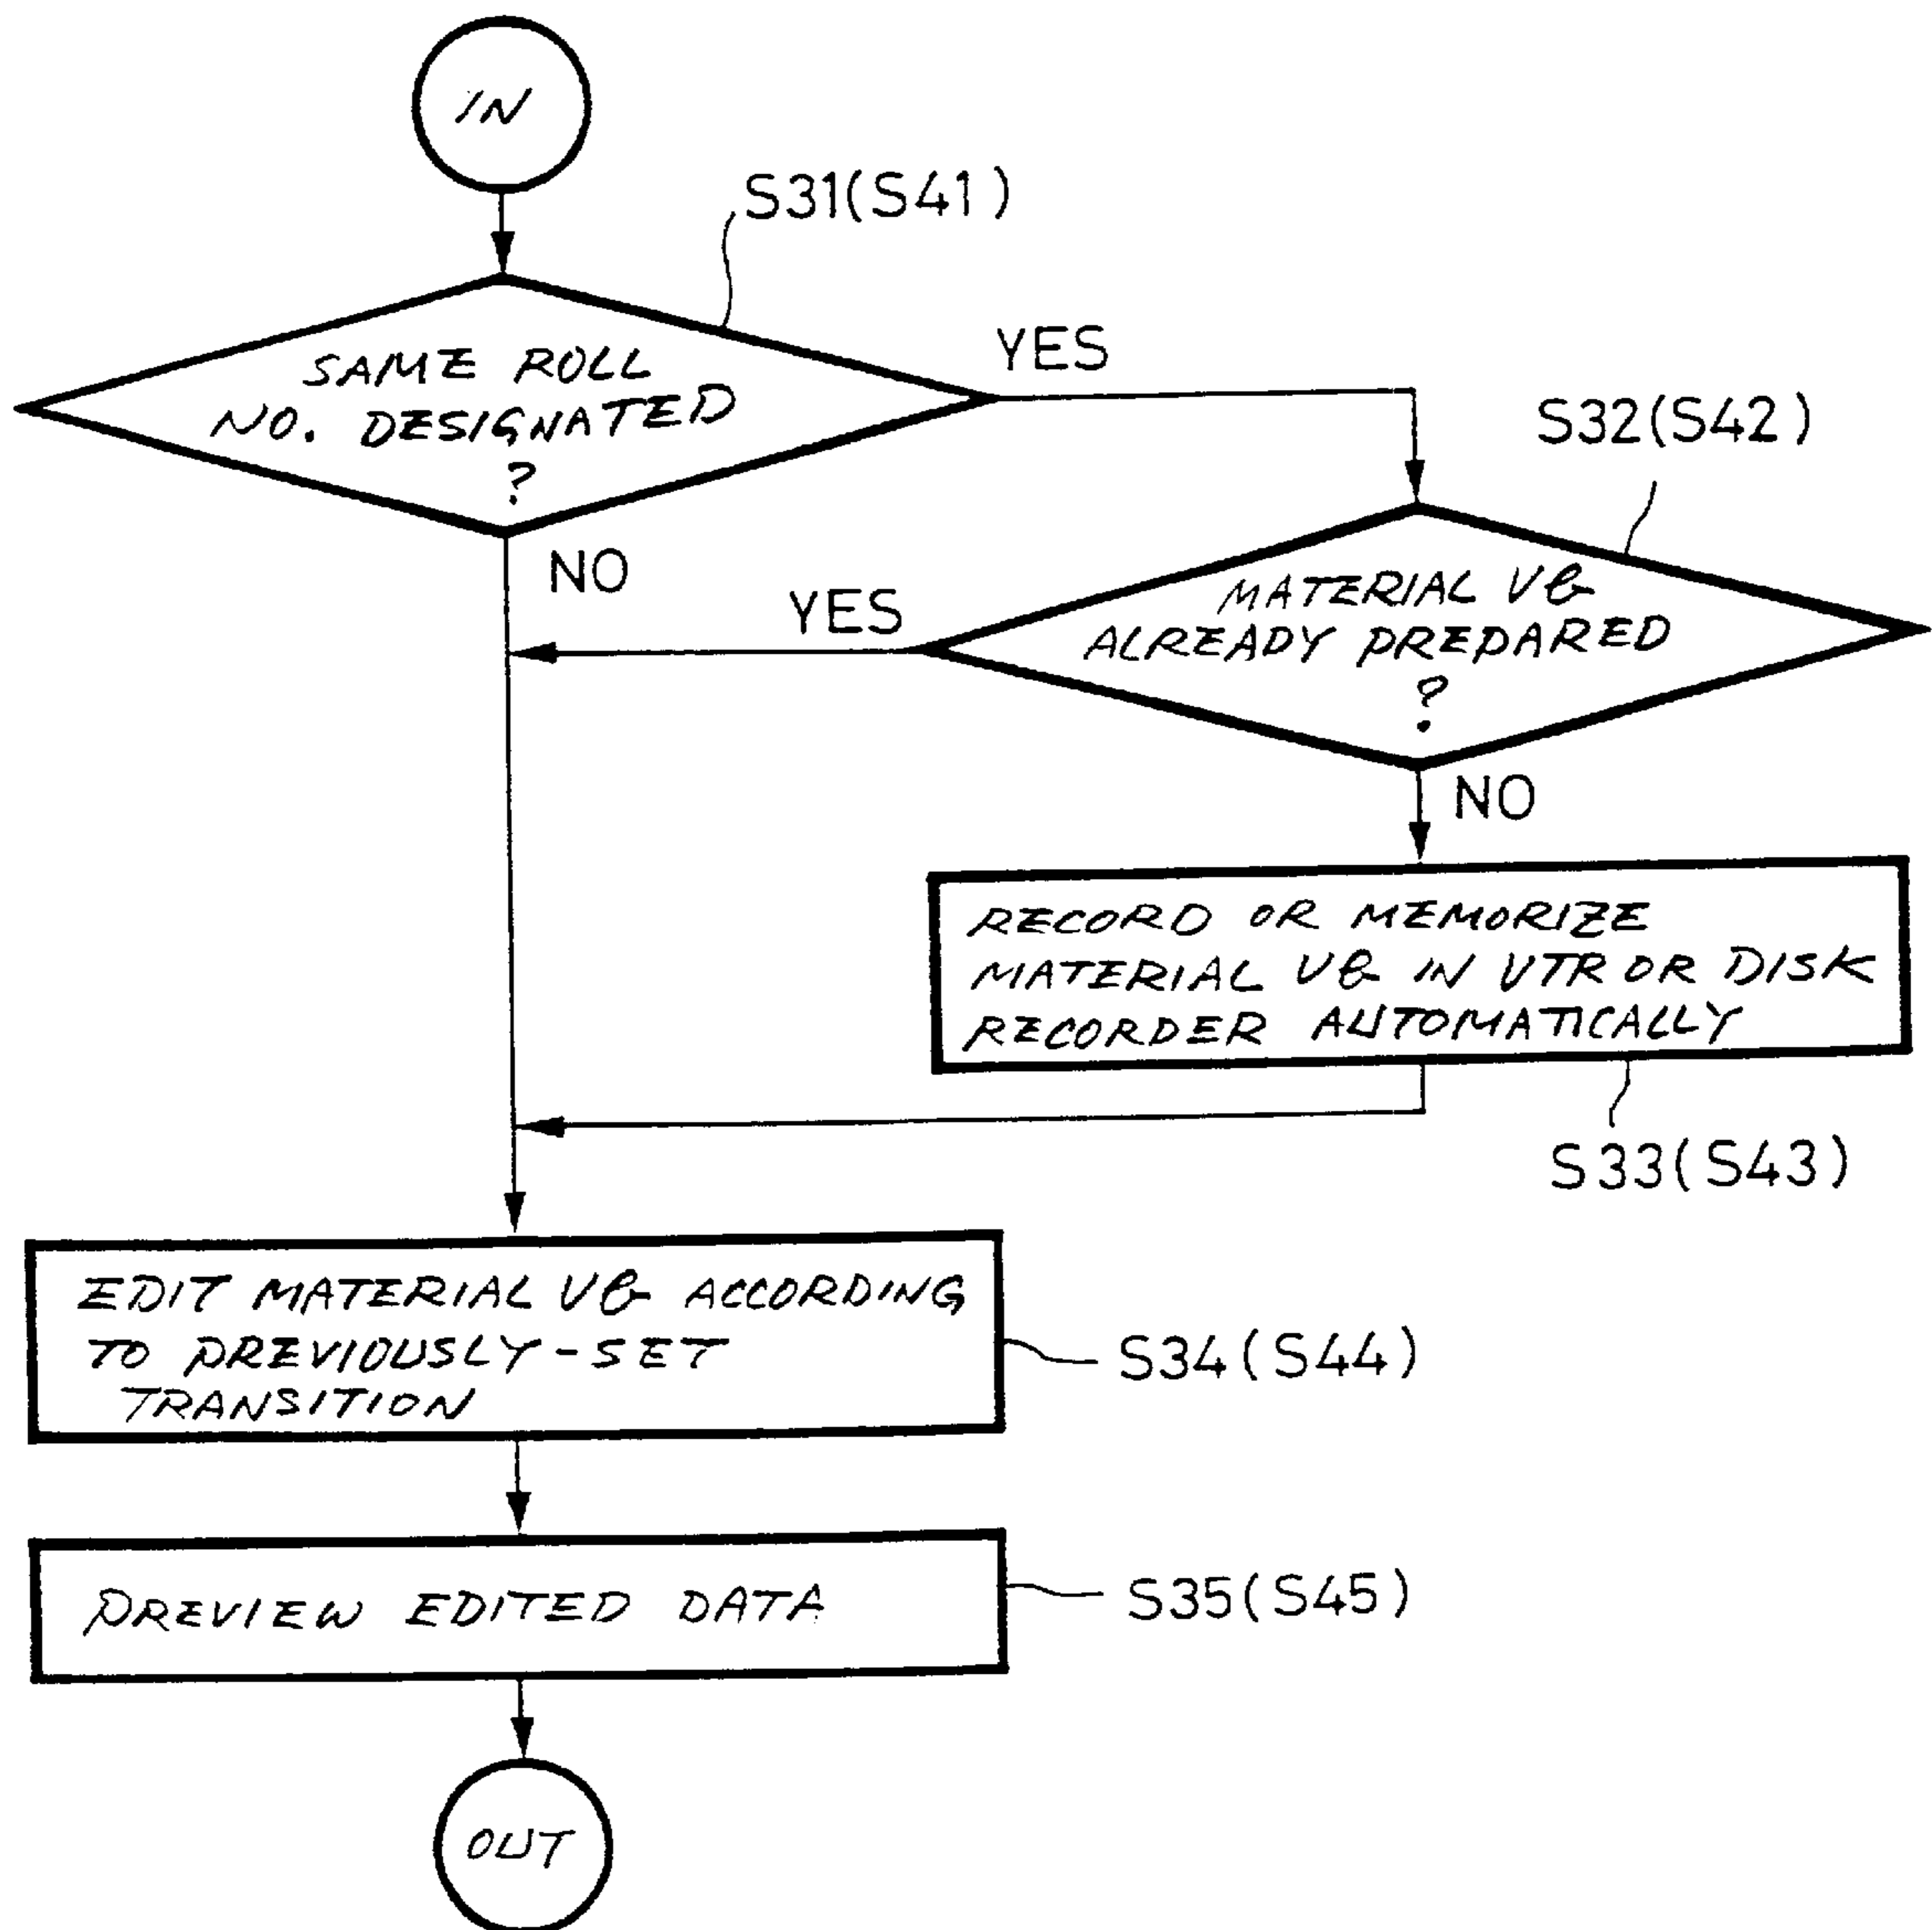 IN
S31(S41)
SAME ROLL
NO. DESIGNATED
?
YES
NO
S32(S42)
MATERIAL VB
ALREADY PREPARED
?
YES
NO
RECORD OR MEMORIZE
MATERIAL VB IN VTR OR DISK
RECORDER AUTOMATICALLY
S33(S43)
EDIT MATERIAL VB ACCORDING
TO PREVIOUSLY-SET
TRANSITION
S34(S44)
PREVIEW EDITED DATA
S35(S45)
OUT